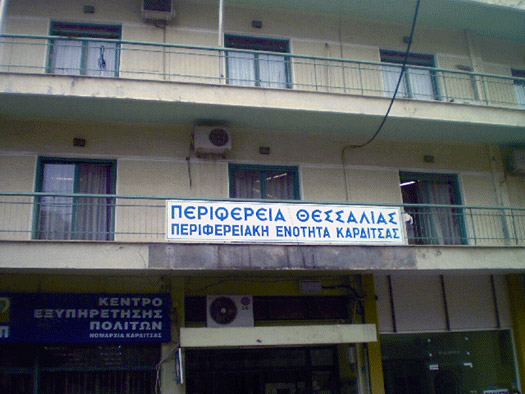 ΠΕΡΙΦΕΡΕΙΑ ΘΕΣΣΑΛΙΑΣ
ΠΕΡΙΦΕΡΕΙΑΚΗ ΕΝΟΤΗΤΑ ΚΑΡΔΙΤΣΑΣ
ΚΕΝΤΡΟ
ΕΞΥΠΗΡΕΤΗΣΗΣ
ΠΟΛΙΤΩΝ
ΝΟΜΑΡΧΙΑ ΚΑΡΔΙΤΣΑΣ